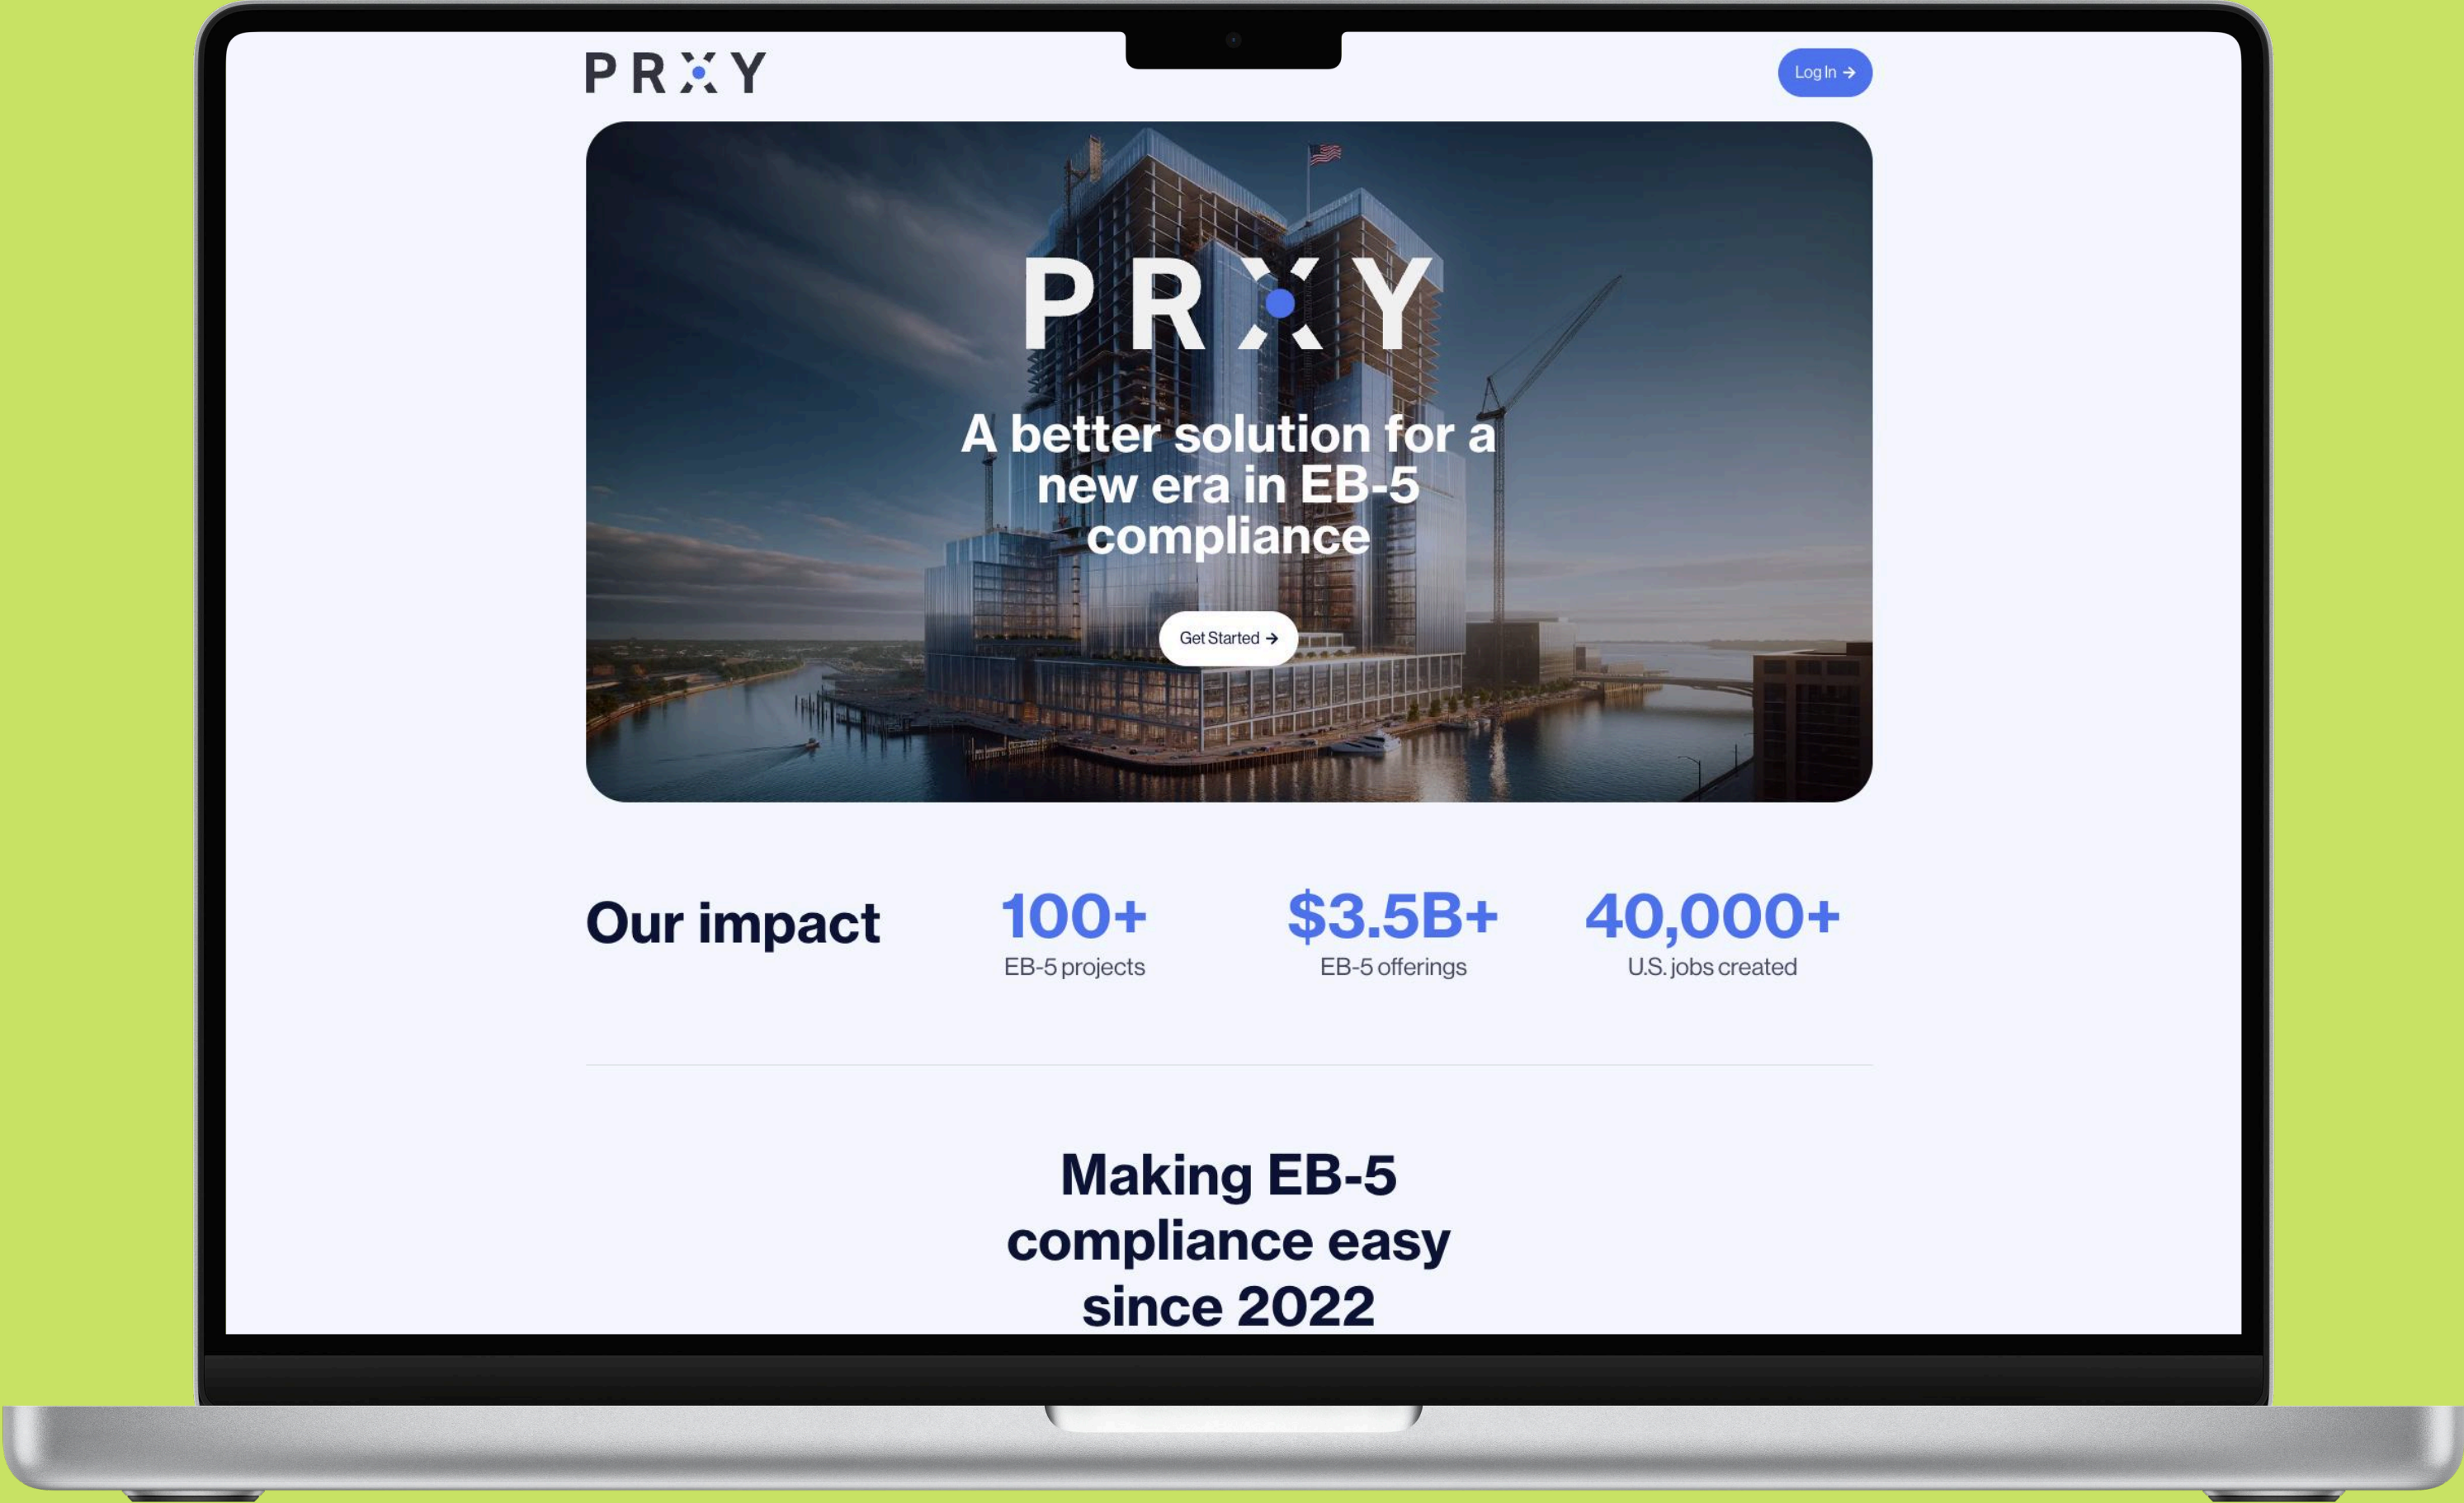 PRXY
Log In →
PRXY
A better solution for a
new era in EB-5
compliance
Get Started →
Our impact
100+
EB-5 projects
$3.5B+
EB-5 offerings
40,000+
U.S. jobs created
Making EB-5
compliance easy
since 2022